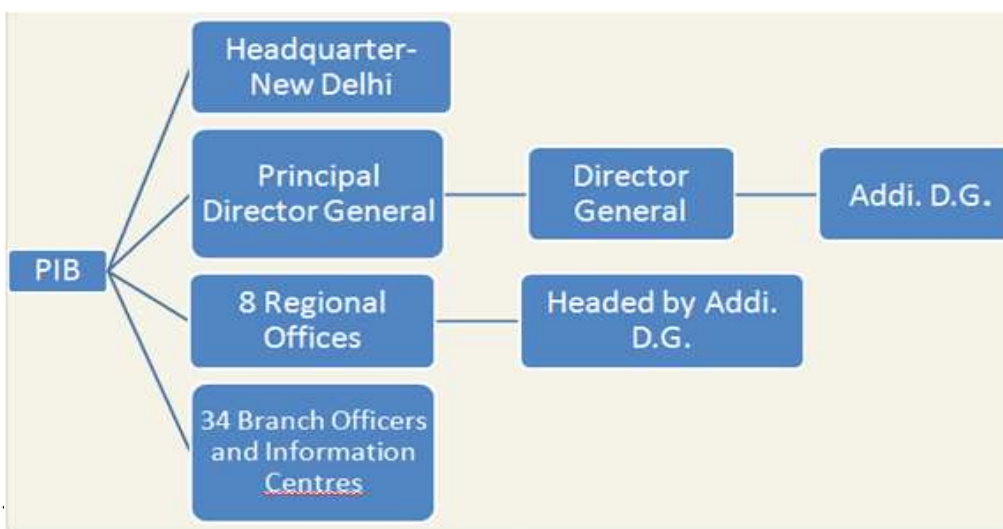 Headquarter-
New Delhi
Principal
Director General
Director
General
Addi. D.G.
PIB
8 Regional
Offices
Headed by Addi.
D.G.
34 Branch Officers
and Information
Centres